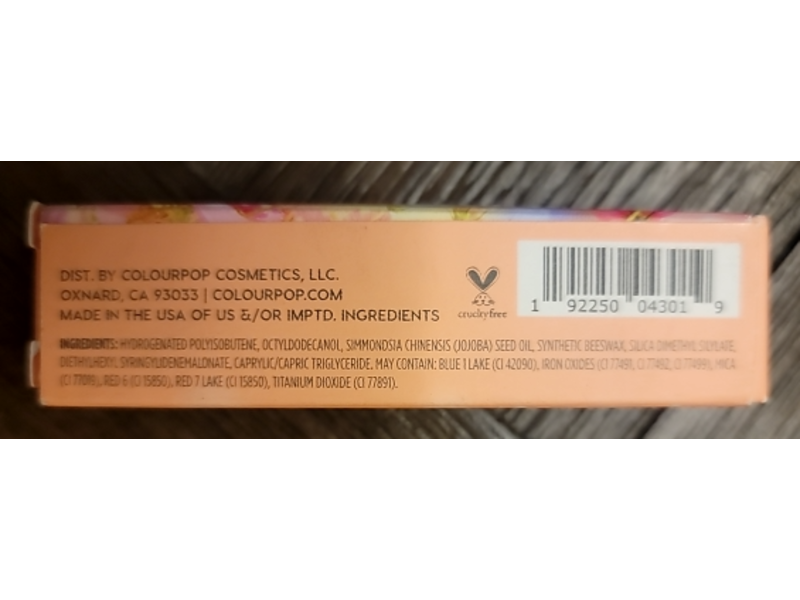 DIST. BY COLOURPOP COSMETICS, LLC.
OXNARD, CA 93033 | COLOURPOP.COM
MADE IN THE USA OF US &/OR IMPTD. INGREDIENTS
crueltyfree
1 92250 04301 9
INGREDIENTS: HYDROGENATED POLYISOBUTENE, OCTYLDODECANOL, SIMMONDSIA CHINENSIS (JOJOBA) SEED OIL, SYNTHETIC BEESWAX, SILICA DIMETHYL SILYLATE,
DIETHYLHEXYL SYRINGYLIDENEMALONATE, CAPRYLIC/CAPRIC TRIGLYCERIDE. MAY CONTAIN: BLUE 1 LAKE (CI 42090), IRON OXIDES (CI 77491, CI 77492, CI 77499), MICA
(CI 77019), RED 6 (CI 15850), RED 7 LAKE (CI 15850), TITANIUM DIOXIDE (CI 77891).